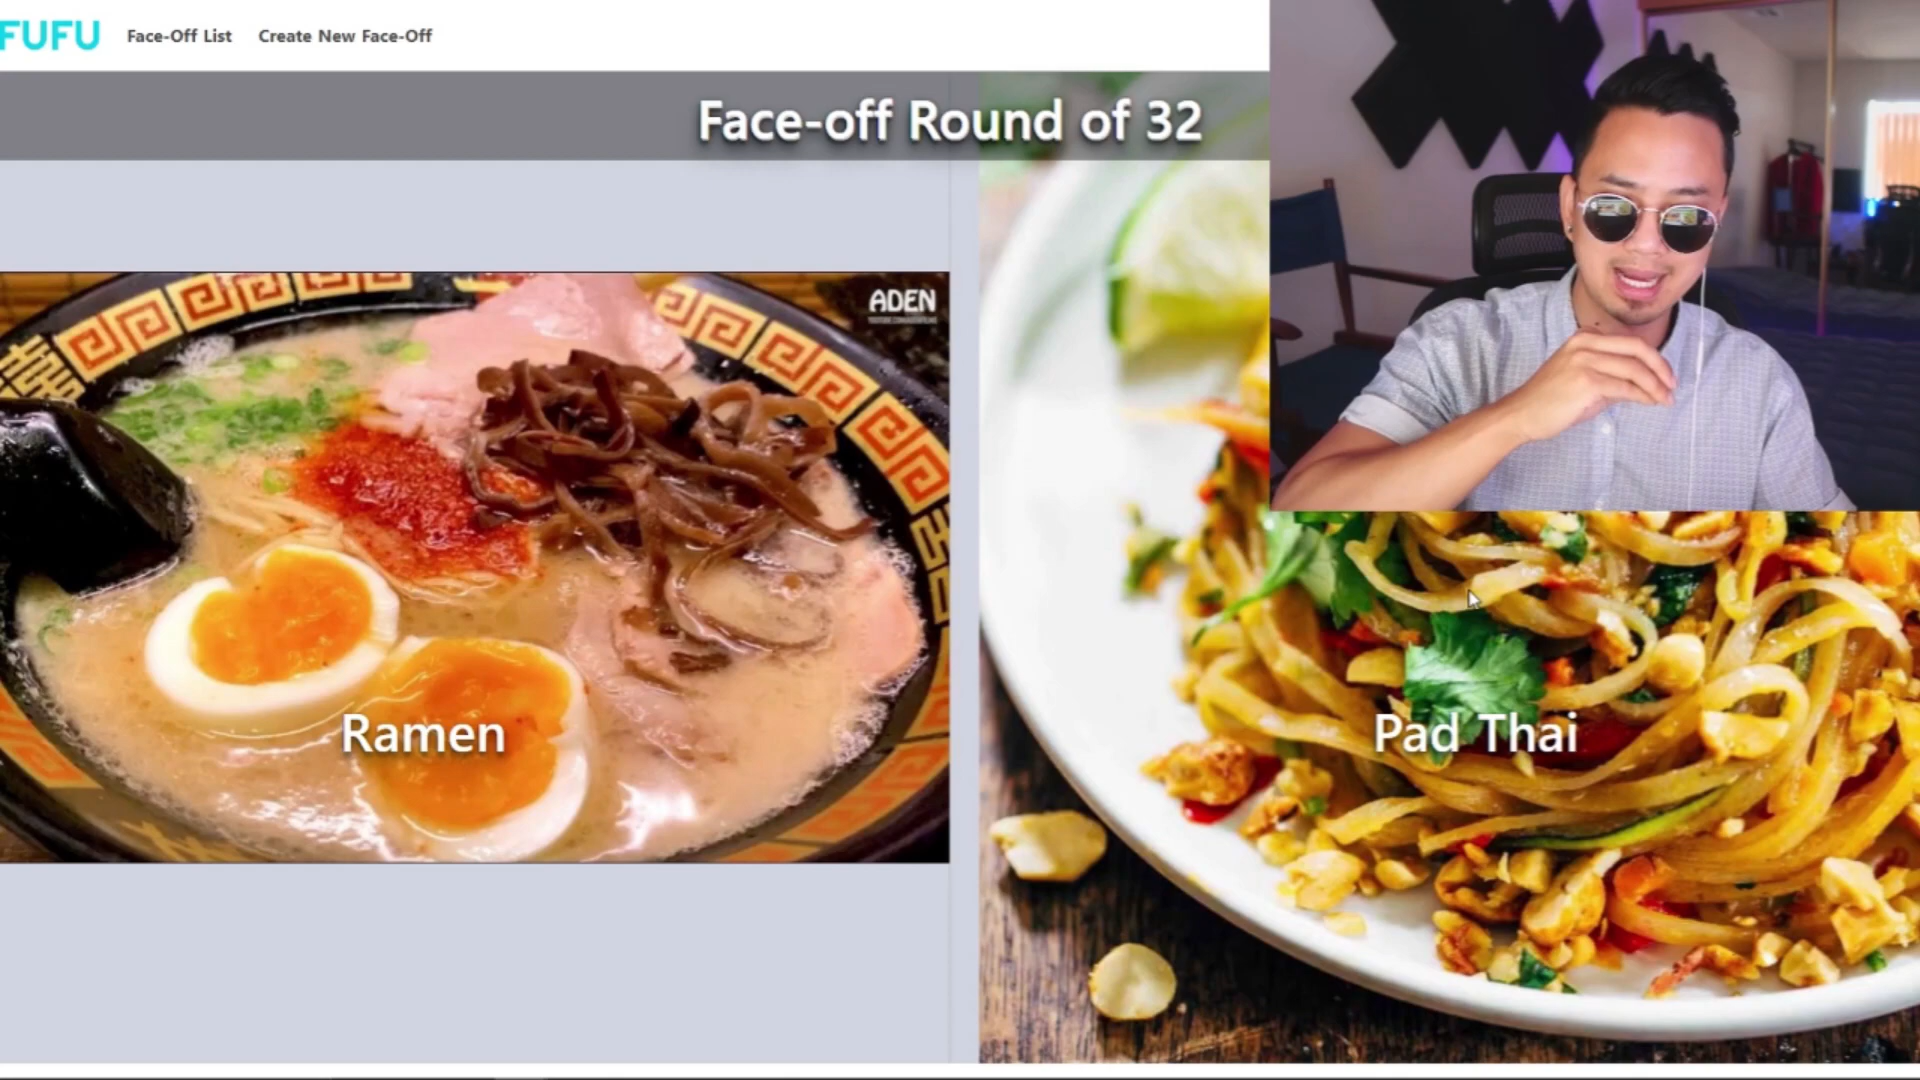 FUFU
Face-Off List
Create New Face-Off
Face-off Round of 32
ADEN
Ramen
Pad Thai